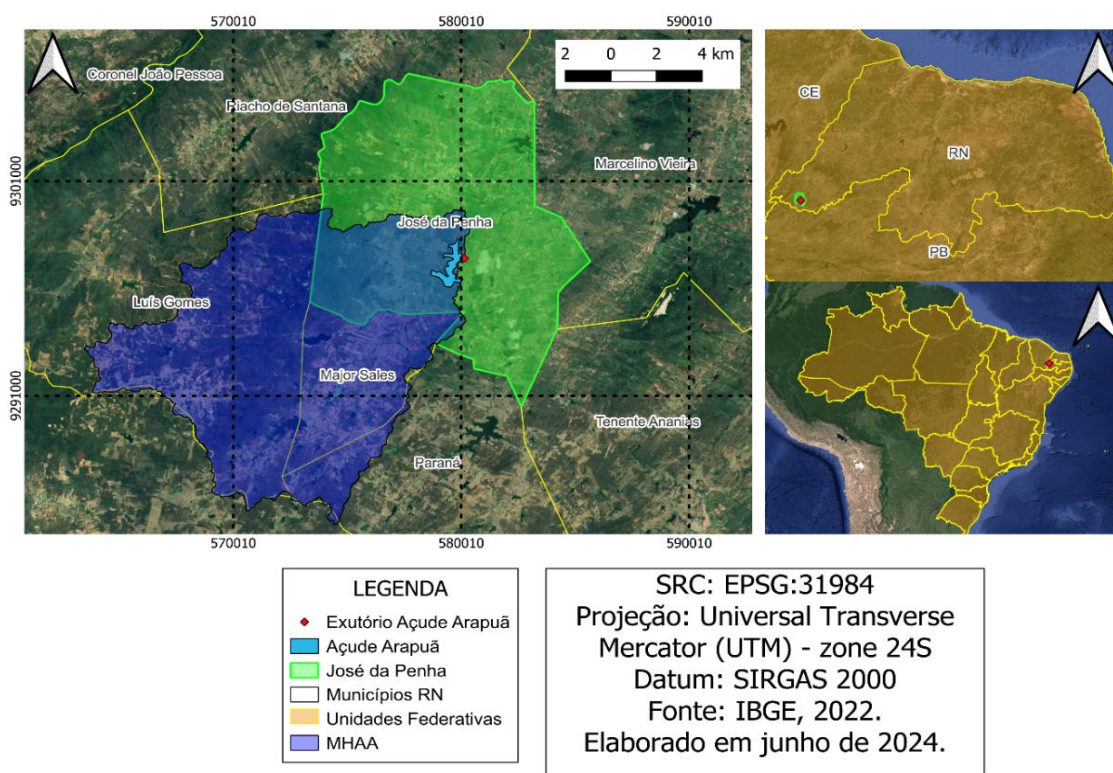 570010 580010 590010
2 0 2 4 km
Coronel João Pessoa
Riacho de Santana
Marcelino Vieira
9301000
José da Penha
Luís Gomes
Major Sales
9291000
Tenente Ananias
Paraná
570010 580010 590010
CE
RN
PB
LEGENDA
Exutório Açude Arapuã
Açude Arapuã
José da Penha
Municípios RN
Unidades Federativas
MHAA
SRC: EPSG:31984
Projeção: Universal Transverse
Mercator (UTM) - zone 24S
Datum: SIRGAS 2000
Fonte: IBGE, 2022.
Elaborado em junho de 2024.